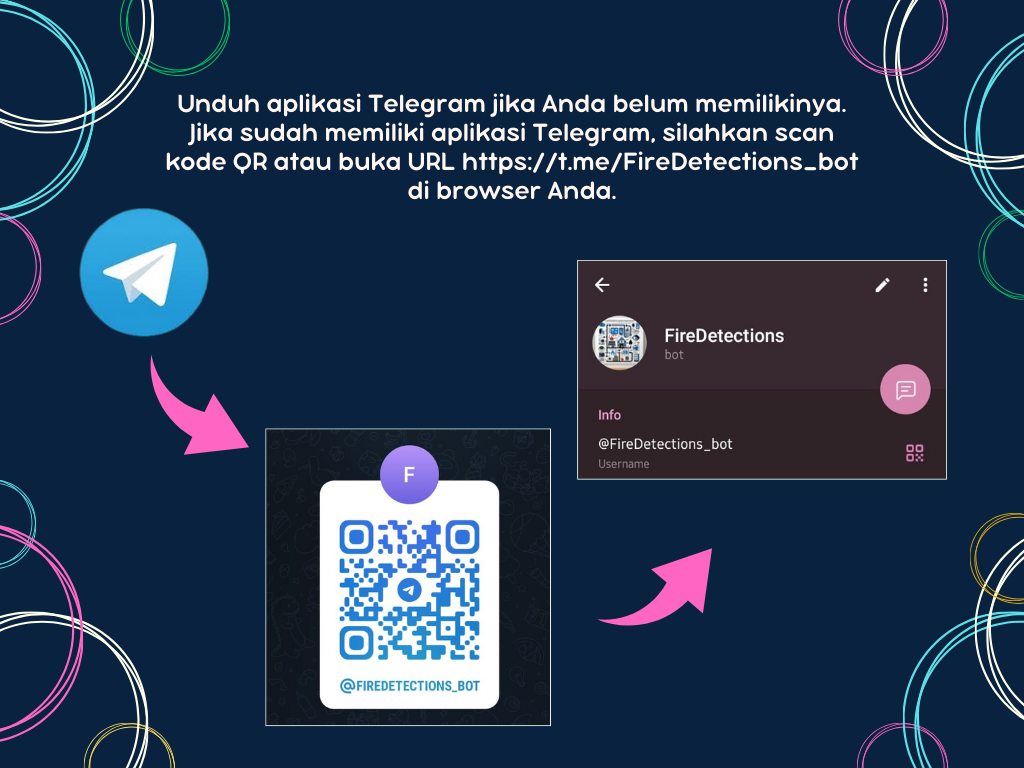 Unduh aplikasi Telegram jika Anda belum memilikinya.
Jika sudah memiliki aplikasi Telegram, silahkan scan
kode QR atau buka URL https://t.me/FireDetections_bot
di browser Anda.
FireDetections
bot
Info
@FireDetections_bot
Username
F
@FIREDETECTIONS_BOT